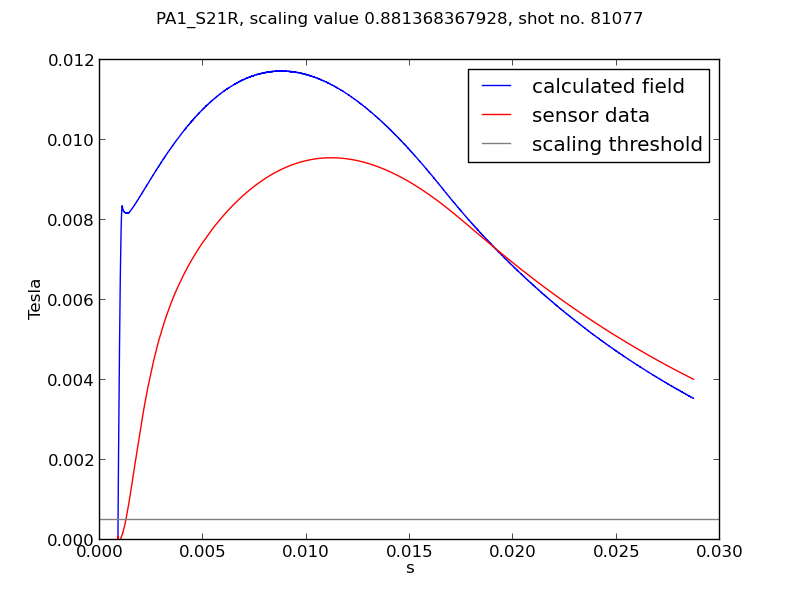 PA1_S21R, scaling value 0.881368367928, shot no. 81077
0.012
0.010
0.008
0.006
0.004
0.002
0.000
Tesla
calculated field
sensor data
scaling threshold
0.000 0.005 0.010 0.015 0.020 0.025 0.030
s